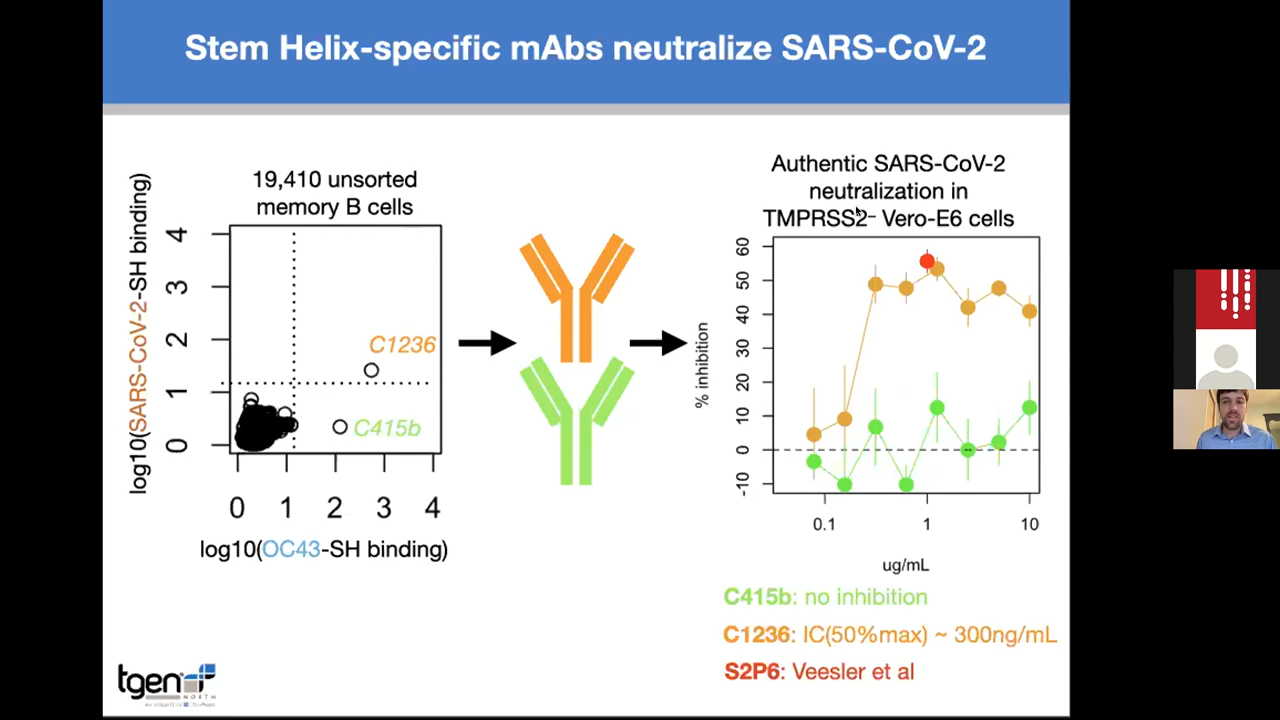 Stem Helix-specific mAbs neutralize SARS-CoV-2
19,410 unsorted
memory B cells
log10(SARS-CoV-2-SH binding)
4
3
2
1
0
C1236
C415b
0 1 2 3 4
log10(OC43-SH binding)
Authentic SARS-CoV-2
neutralization in
TMPRSS2⁻ Vero-E6 cells
% inhibition
60
50
40
30
20
10
0
-10
0.1 1 10
ug/mL
C415b: no inhibition
C1236: IC(50%max) ~ 300ng/mL
S2P6: Veesler et al
tgen
NORTH